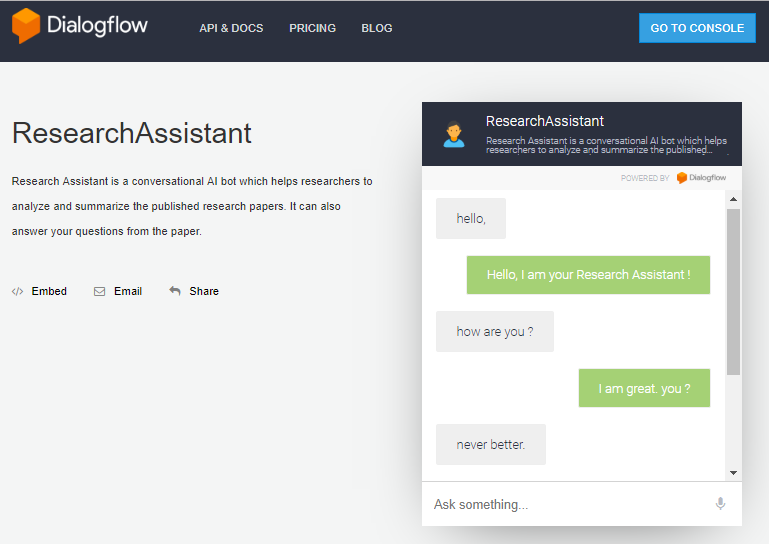 Dialogflow
API & DOCS
PRICING
BLOG
GO TO CONSOLE
ResearchAssistant
Research Assistant is a conversational AI bot which helps researchers to
analyze and summarize the published research papers. It can also
answer your questions from the paper.
</> Embed
Email
Share
ResearchAssistant
Research Assistant is a conversational AI bot which helps
researchers to analyze and summarize the published...
POWERED BY Dialogflow
hello,
Hello, I am your Research Assistant !
how are you ?
I am great. you ?
never better.
Ask something...